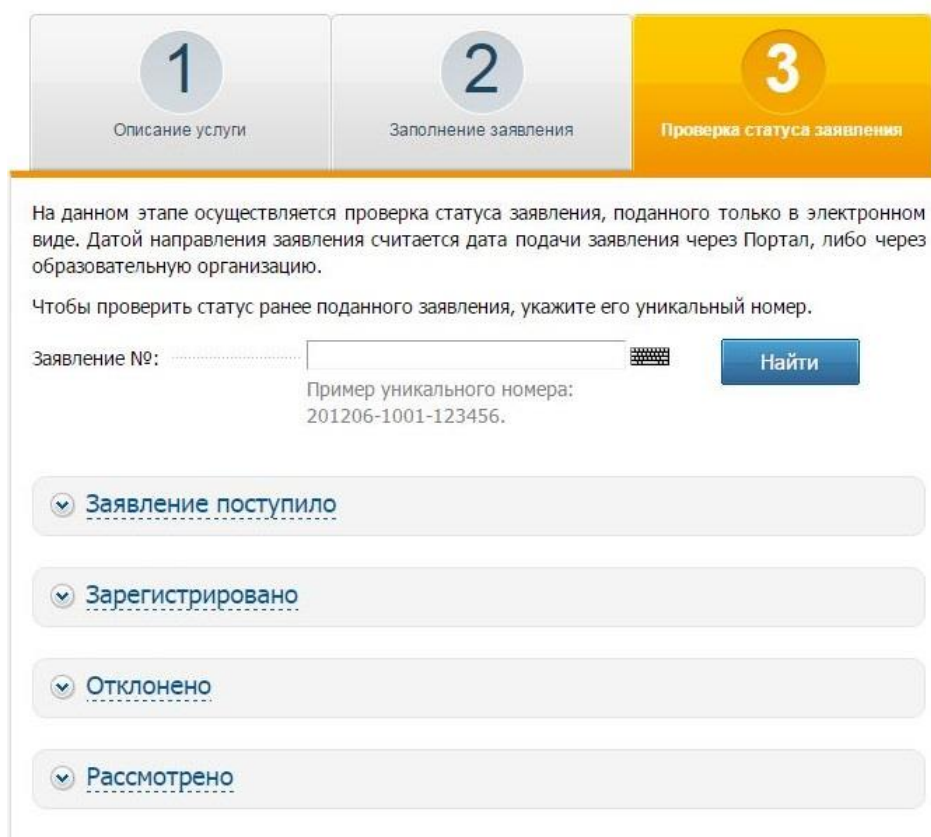 1
2
3
Описание услуги
Заполнение заявления
Проверка статуса заявления
На данном этапе осуществляется проверка статуса заявления, поданного только в электронном
виде. Датой направления заявления считается дата подачи заявления через Портал, либо через
образовательную организацию.
Чтобы проверить статус ранее поданного заявления, укажите его уникальный номер.
Заявление №:
Найти
Пример уникального номера:
201206-1001-123456.
Заявление поступило
Зарегистрировано
Отклонено
Рассмотрено